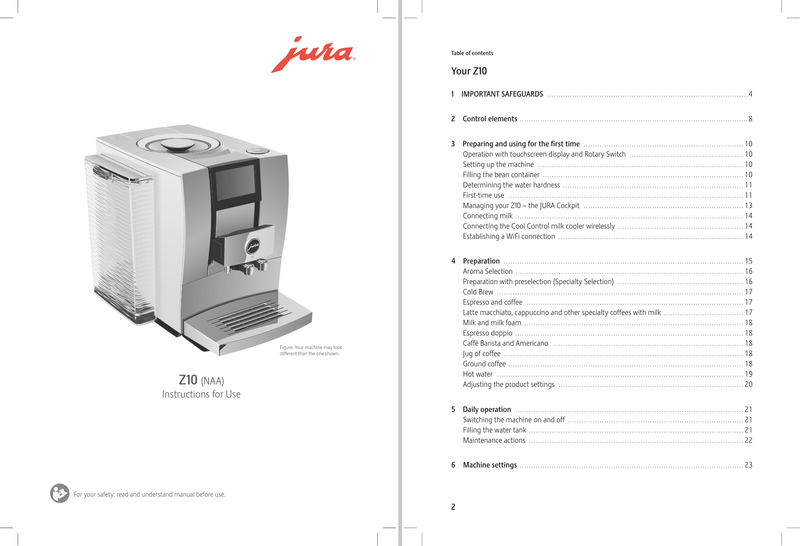 jura
jura
Figure: Your machine may look
different than the one shown.
Z10 (NAA)
Instructions for Use
For your safety: read and understand manual before use.
Table of contents
Your Z10
1 IMPORTANT SAFEGUARDS 4
2 Control elements 8
3 Preparing and using for the first time 10
Operation with touchscreen display and Rotary Switch 10
Setting up the machine 10
Filling the bean container 10
Determining the water hardness 11
First-time use 11
Managing your Z10 – the JURA Cockpit 13
Connecting milk 14
Connecting the Cool Control milk cooler wirelessly 14
Establishing a WiFi connection 14
4 Preparation 15
Aroma Selection 16
Preparation with preselection (Specialty Selection) 16
Cold Brew 17
Espresso and coffee 17
Latte macchiato, cappuccino and other specialty coffees with milk 17
Milk and milk foam 18
Espresso doppio 18
Caffè Barista and Americano 18
Jug of coffee 18
Ground coffee 18
Hot water 19
Adjusting the product settings 20
5 Daily operation 21
Switching the machine on and off 21
Filling the water tank 21
Maintenance actions 22
6 Machine settings 23
2